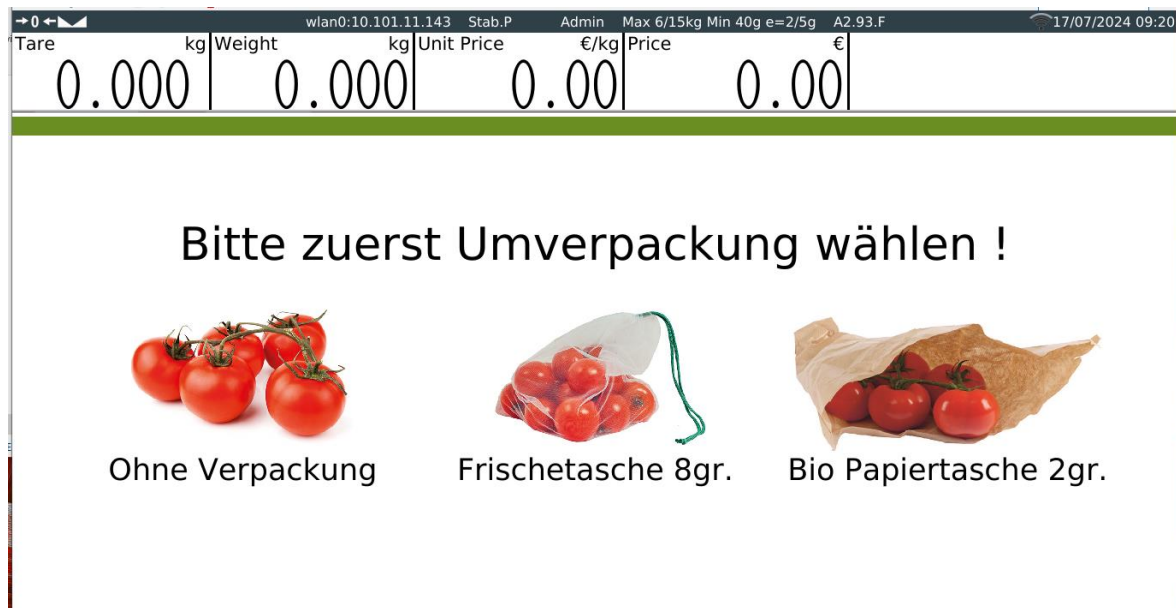 →0← wlan0:10.101.11.143 Stab.P Admin Max 6/15kg Min 40g e=2/5g A2.93.F 17/07/2024 09:20
Tare kg Weight kg Unit Price €/kg Price €
0.000 0.000 0.00 0.00
Bitte zuerst Umverpackung wählen !
Ohne Verpackung Frischetasche 8gr. Bio Papiertasche 2gr.